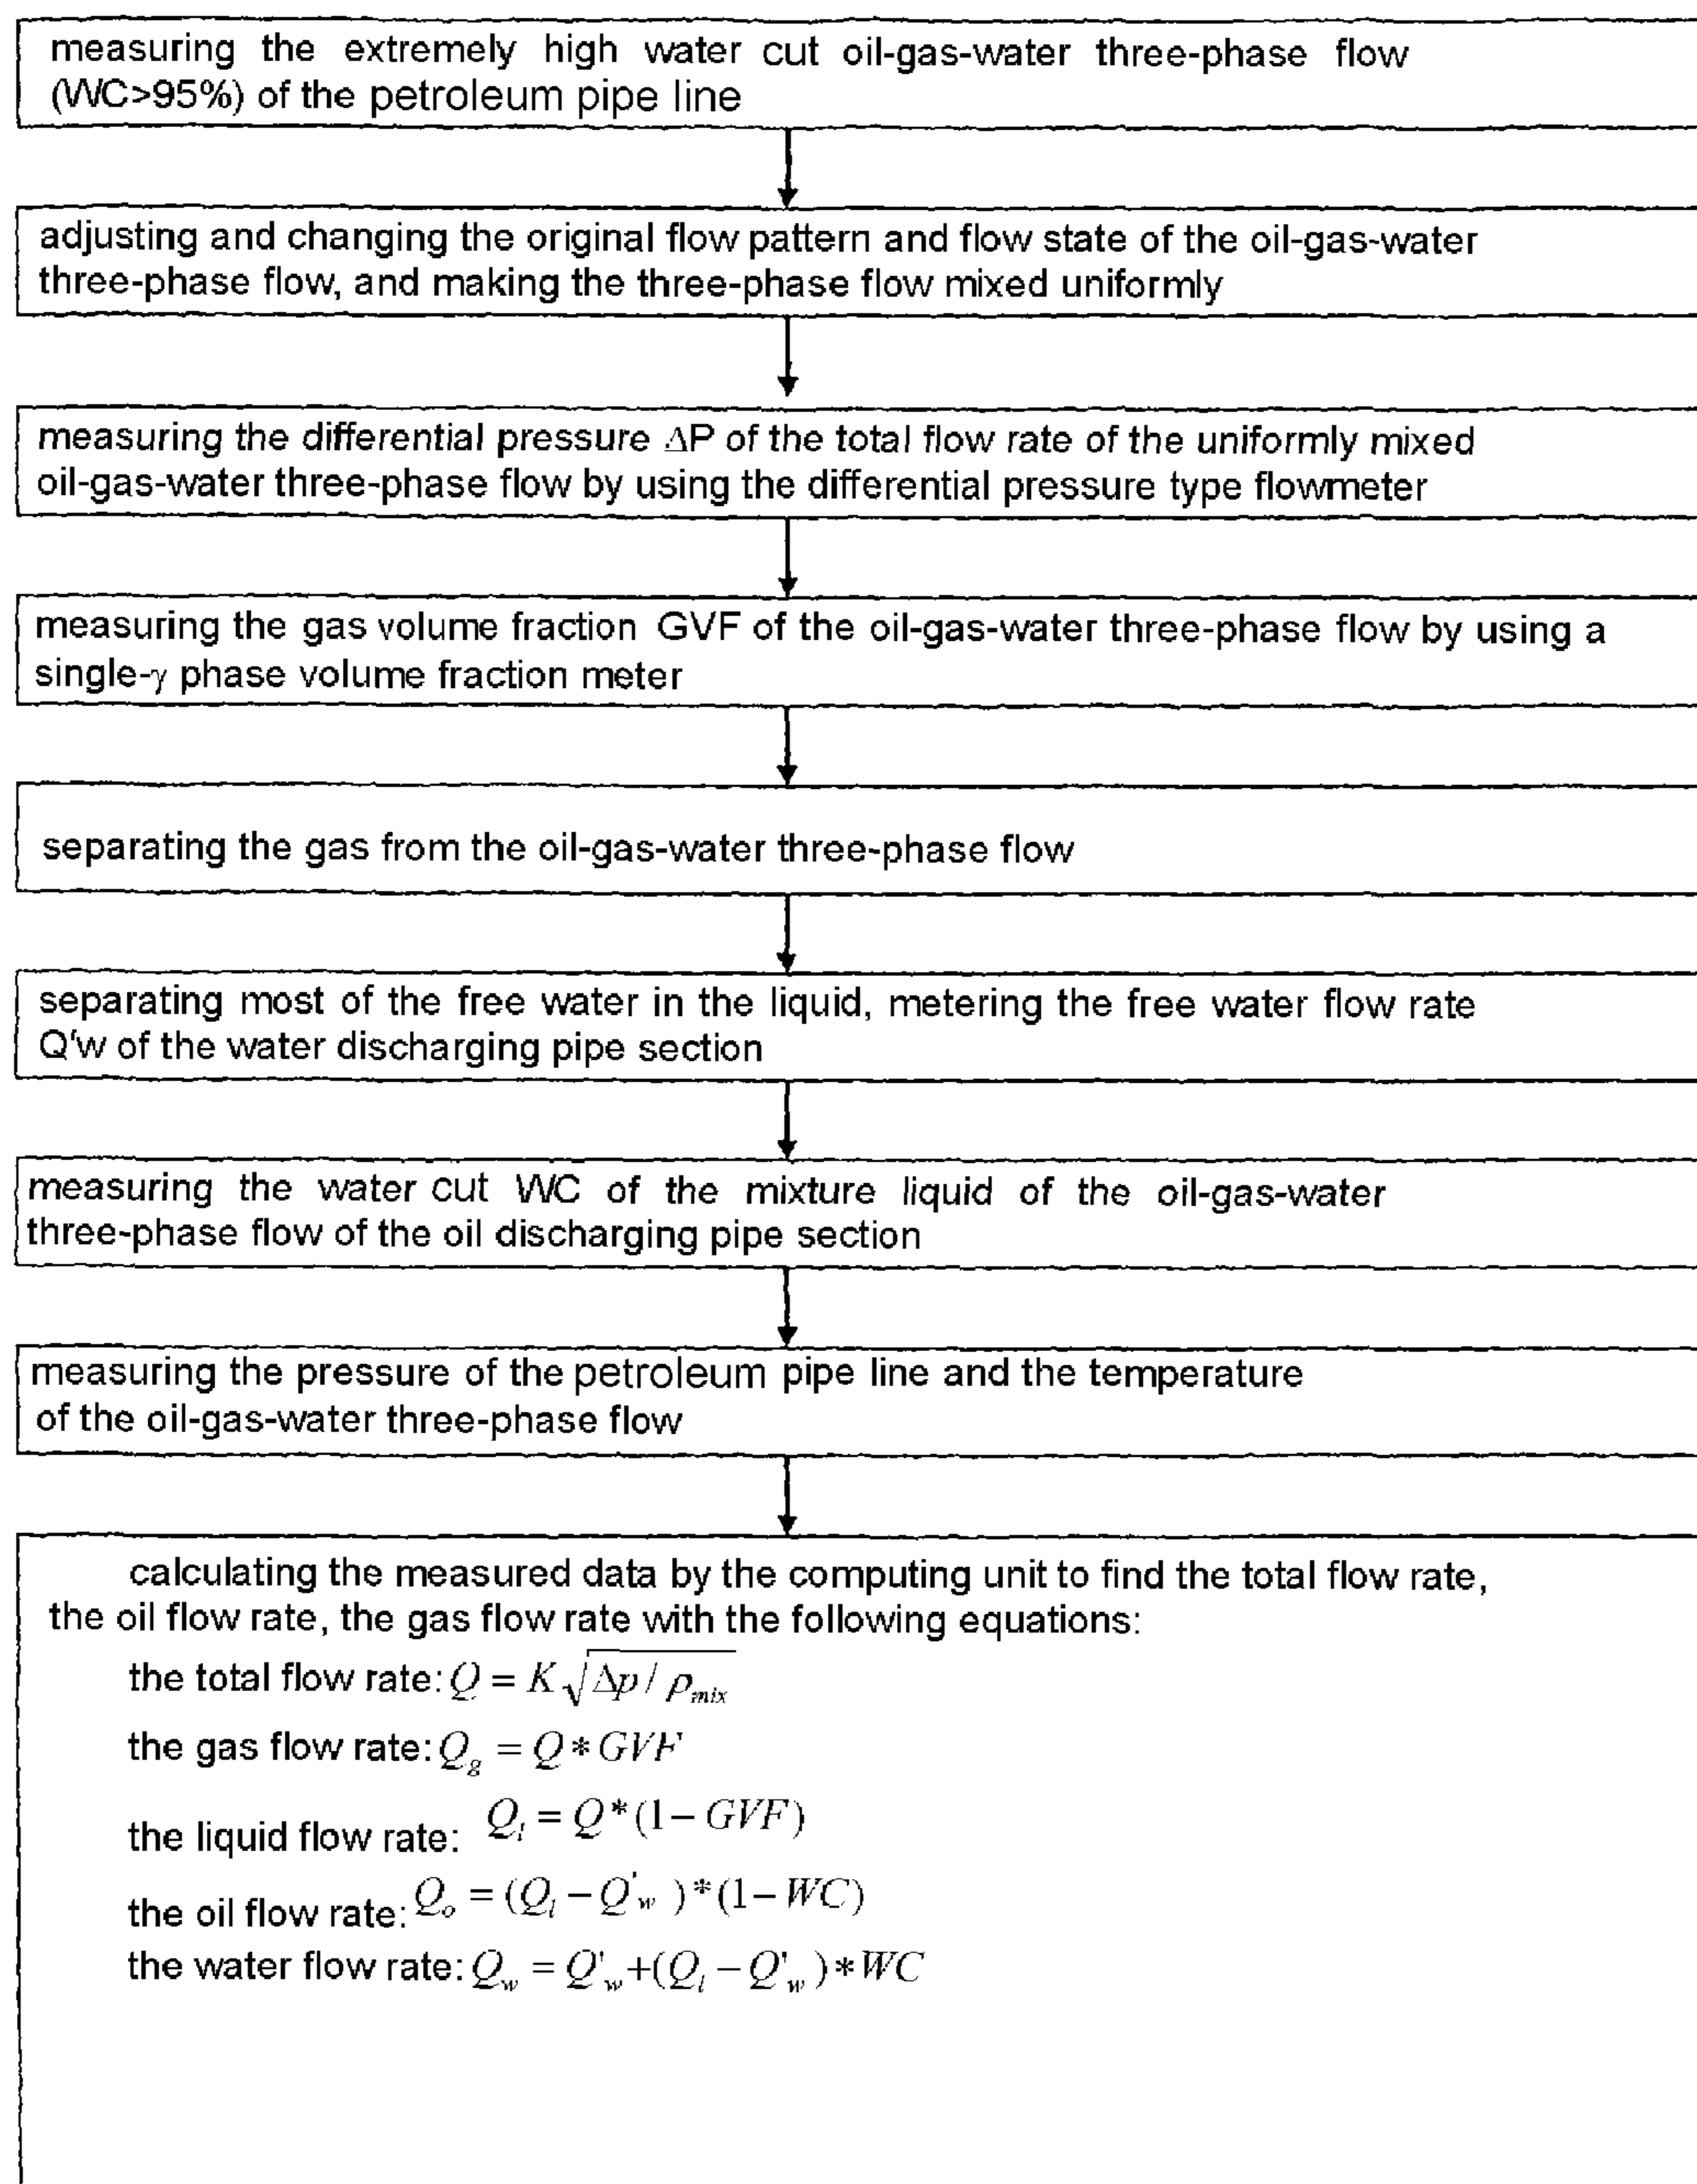 measuring the extremely high water cut oil-gas-water three-phase flow
(WC>95%) of the petroleum pipe line
adjusting and changing the original flow pattern and flow state of the oil-gas-water
three-phase flow, and making the three-phase flow mixed uniformly
measuring the differential pressure ΔP of the total flow rate of the uniformly mixed
oil-gas-water three-phase flow by using the differential pressure type flowmeter
measuring the gas volume fraction GVF of the oil-gas-water three-phase flow by using a
single-γ phase volume fraction meter
separating the gas from the oil-gas-water three-phase flow
separating most of the free water in the liquid, metering the free water flow rate
Q'w of the water discharging pipe section
measuring the water cut WC of the mixture liquid of the oil-gas-water
three-phase flow of the oil discharging pipe section
measuring the pressure of the petroleum pipe line and the temperature
of the oil-gas-water three-phase flow
calculating the measured data by the computing unit to find the total flow rate,
the oil flow rate, the gas flow rate with the following equations:
the total flow rate: Q = K√(Δp / ρ_mix)
the gas flow rate: Q_g = Q * GVF
the liquid flow rate: Q_l = Q * (1 − GVF)
the oil flow rate: Q_o = (Q_l − Q'_w) * (1 − WC)
the water flow rate: Q_w = Q'_w + (Q_l − Q'_w) * WC